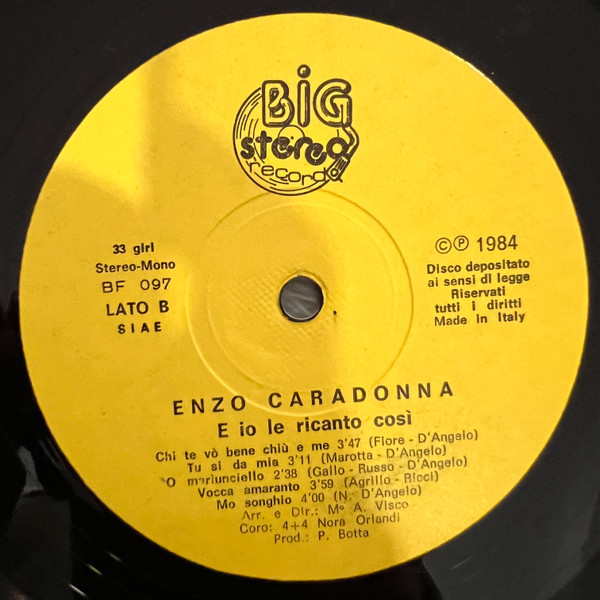 BiG
stereo
record
33 giri
Stereo-Mono
BF 097
LATO B
SIAE
©℗ 1984
Disco depositato
ai sensi di legge
Riservati
tutti i diritti
Made in Italy
ENZO CARADONNA
E io le ricanto così
Chi te vò bene chiù e me 3'47 (Fiore - D'Angelo)
Tu si da mia 3'11 (Marotta - D'Angelo)
'O mariunciello 2'38 (Gallo - Russo - D'Angelo)
Vocca amaranto 3'59 (Agrillo - Ricci)
Mo songhio 4'00 (N. D'Angelo)
Arr. e Dir.: M° A. Visco
Coro: 4+4 Nora Orlandi
Prod.: P. Botta